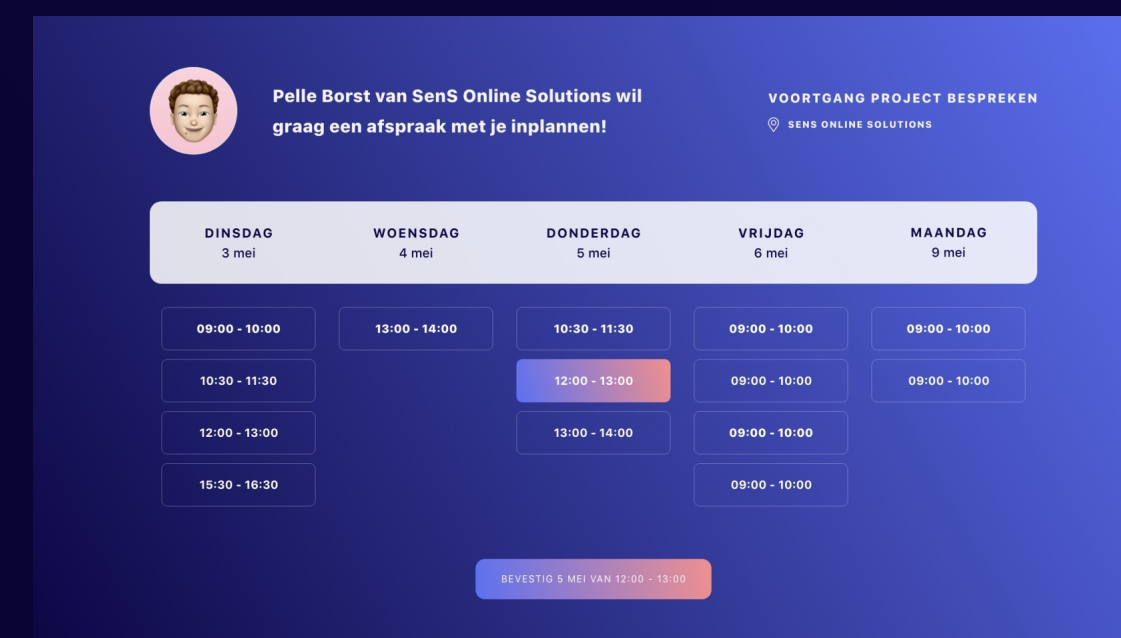 Pelle Borst van SenS Online Solutions wil
graag een afspraak met je inplannen!
VOORTGANG PROJECT BESPREKEN
SENS ONLINE SOLUTIONS
DINSDAG
3 mei
WOENSDAG
4 mei
DONDERDAG
5 mei
VRIJDAG
6 mei
MAANDAG
9 mei
09:00 - 10:00
10:30 - 11:30
12:00 - 13:00
15:30 - 16:30
13:00 - 14:00
10:30 - 11:30
12:00 - 13:00
13:00 - 14:00
09:00 - 10:00
09:00 - 10:00
09:00 - 10:00
09:00 - 10:00
09:00 - 10:00
09:00 - 10:00
BEVESTIG 5 MEI VAN 12:00 - 13:00